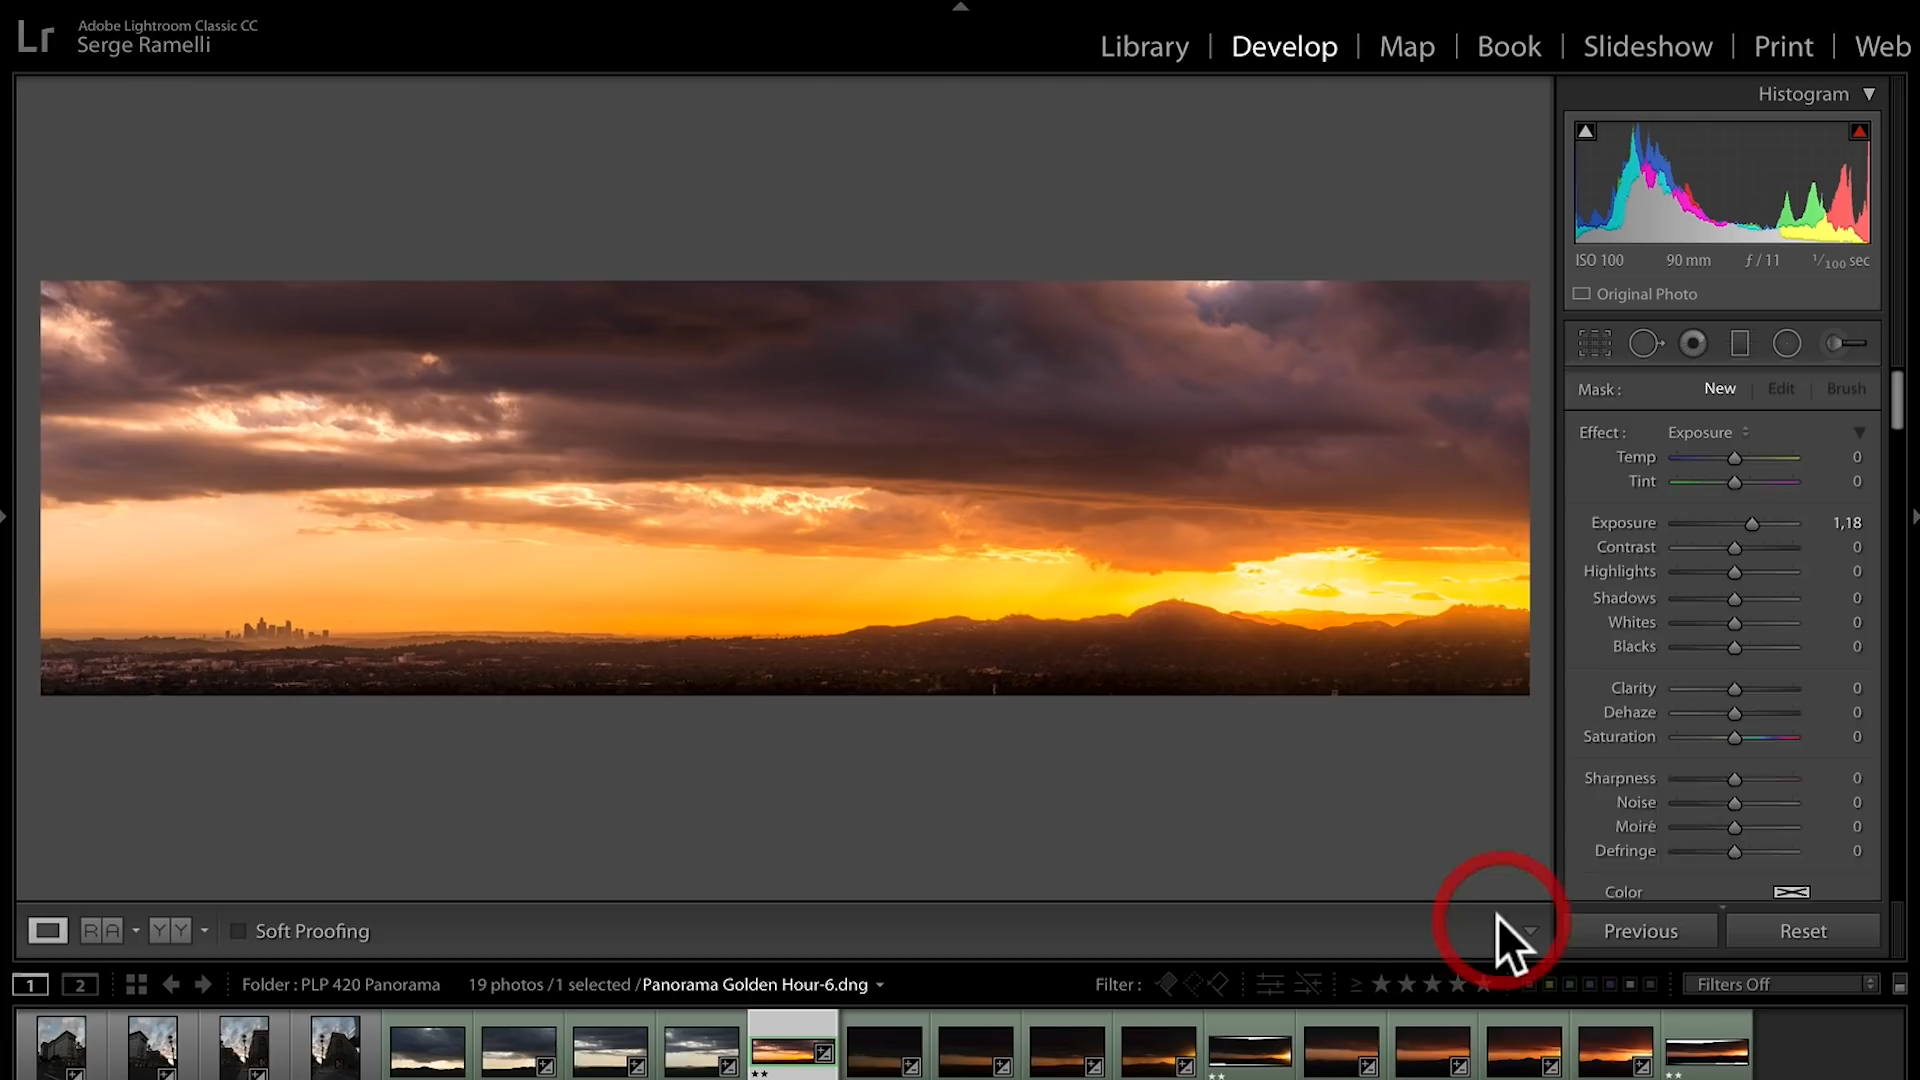 Lr
Adobe Lightroom Classic CC
Serge Ramelli
Library | Develop | Map | Book | Slideshow | Print | Web
Histogram
ISO 100 90 mm ƒ / 11 1/100 sec
Original Photo
Mask : New | Edit | Brush
Effect : Exposure
Temp 0
Tint 0
Exposure 1,18
Contrast 0
Highlights 0
Shadows 0
Whites 0
Blacks 0
Clarity 0
Dehaze 0
Saturation 0
Sharpness 0
Noise 0
Moiré 0
Defringe 0
Color
R A Y Y Soft Proofing Previous Reset
1 2 Folder : PLP 420 Panorama 19 photos /1 selected /Panorama Golden Hour-6.dng Filter : ≥ ★★★★★ Filters Off